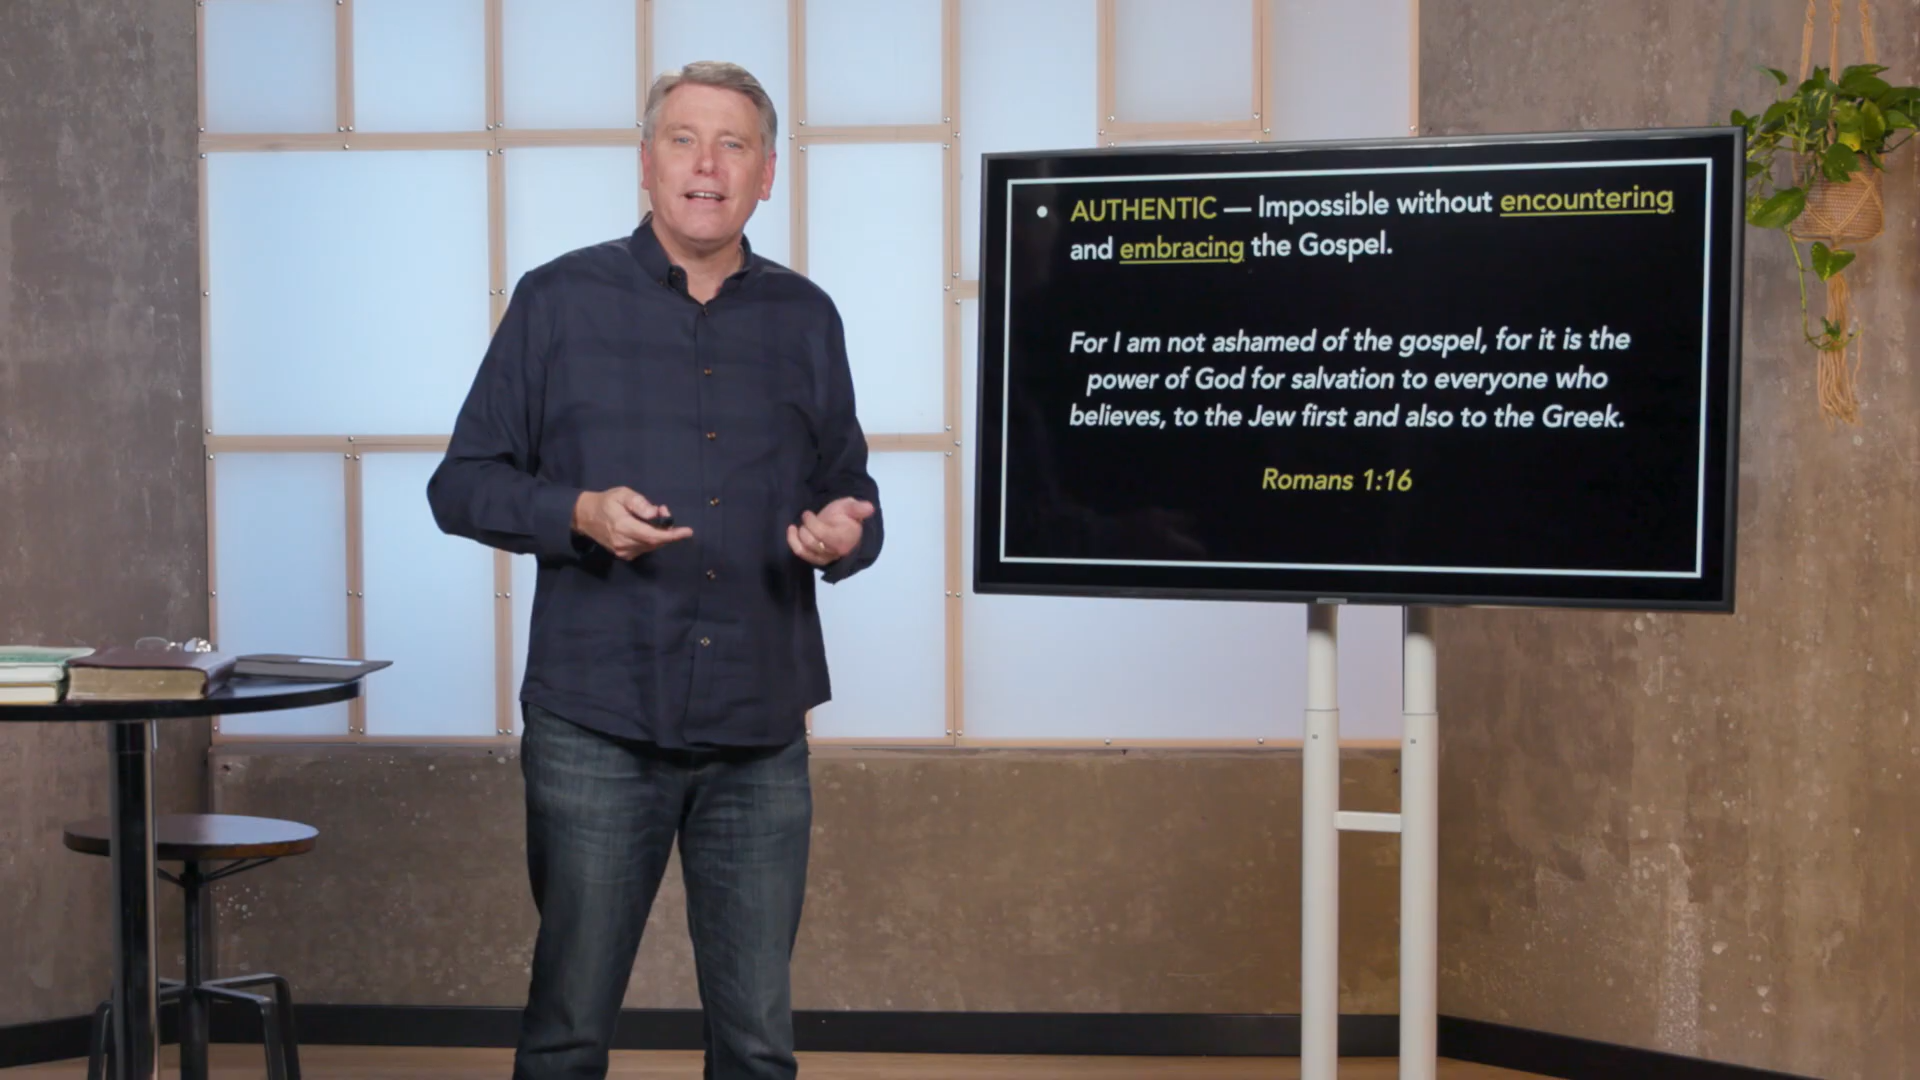 • AUTHENTIC — Impossible without encountering
and embracing the Gospel.
For I am not ashamed of the gospel, for it is the
power of God for salvation to everyone who
believes, to the Jew first and also to the Greek.
Romans 1:16